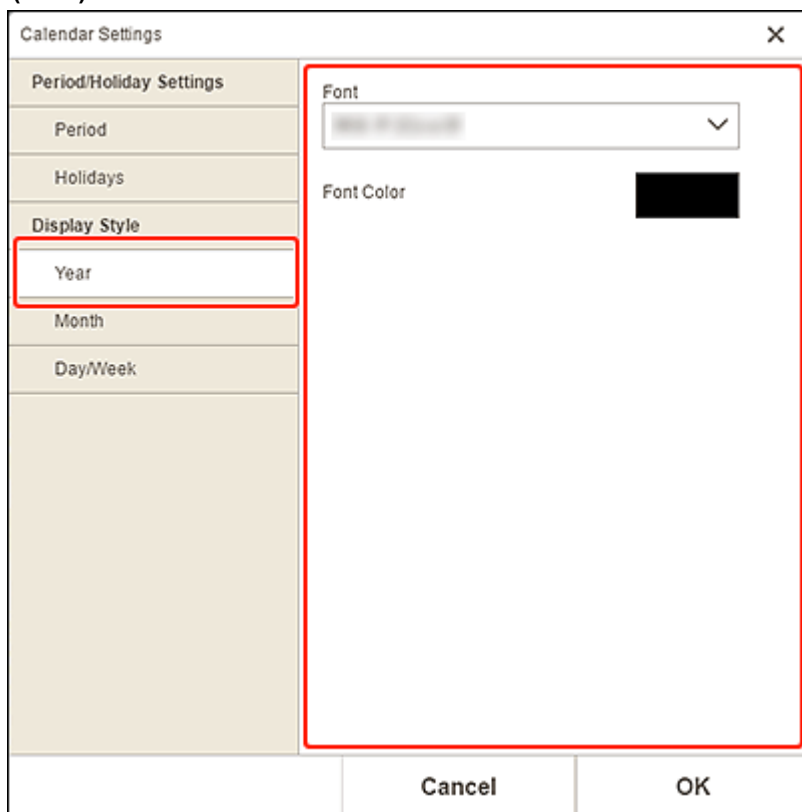 Calendar Settings
Period/Holiday Settings
Period
Holidays
Display Style
Year
Month
Day/Week
Font
Font Color
Cancel
OK